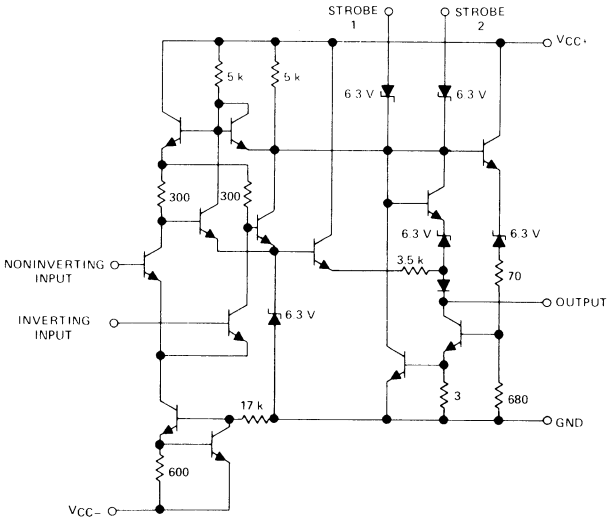 STROBE
1
STROBE
2
VCC+
5 k
5 k
6.3 V
6.3 V
300
300
6.3 V
6.3 V
NONINVERTING
INPUT
3.5 k
70
OUTPUT
INVERTING
INPUT
6.3 V
17 k
3
680
GND
600
VCC-